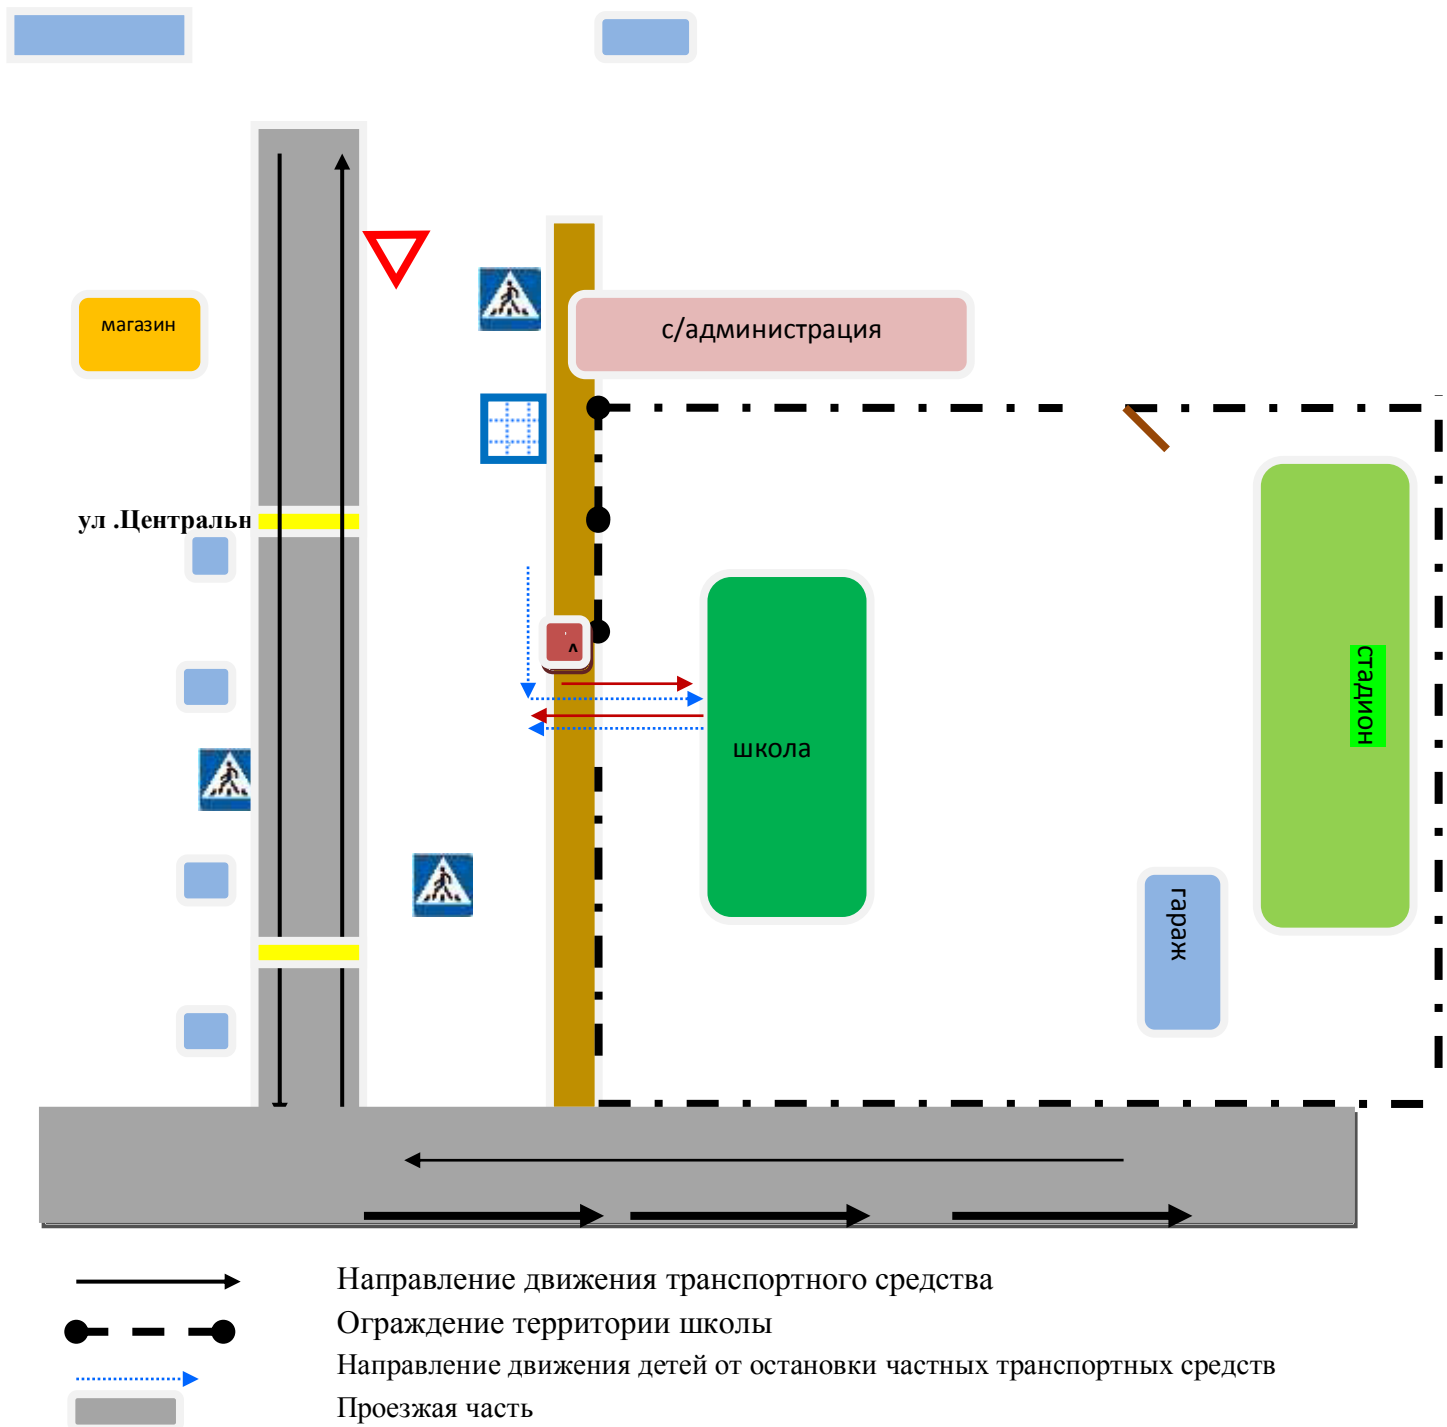 магазин
с/администрация
ул .Центральн
стадион
школа
гараж
Направление движения транспортного средства
Ограждение территории школы
Направление движения детей от остановки частных транспортных средств
Проезжая часть